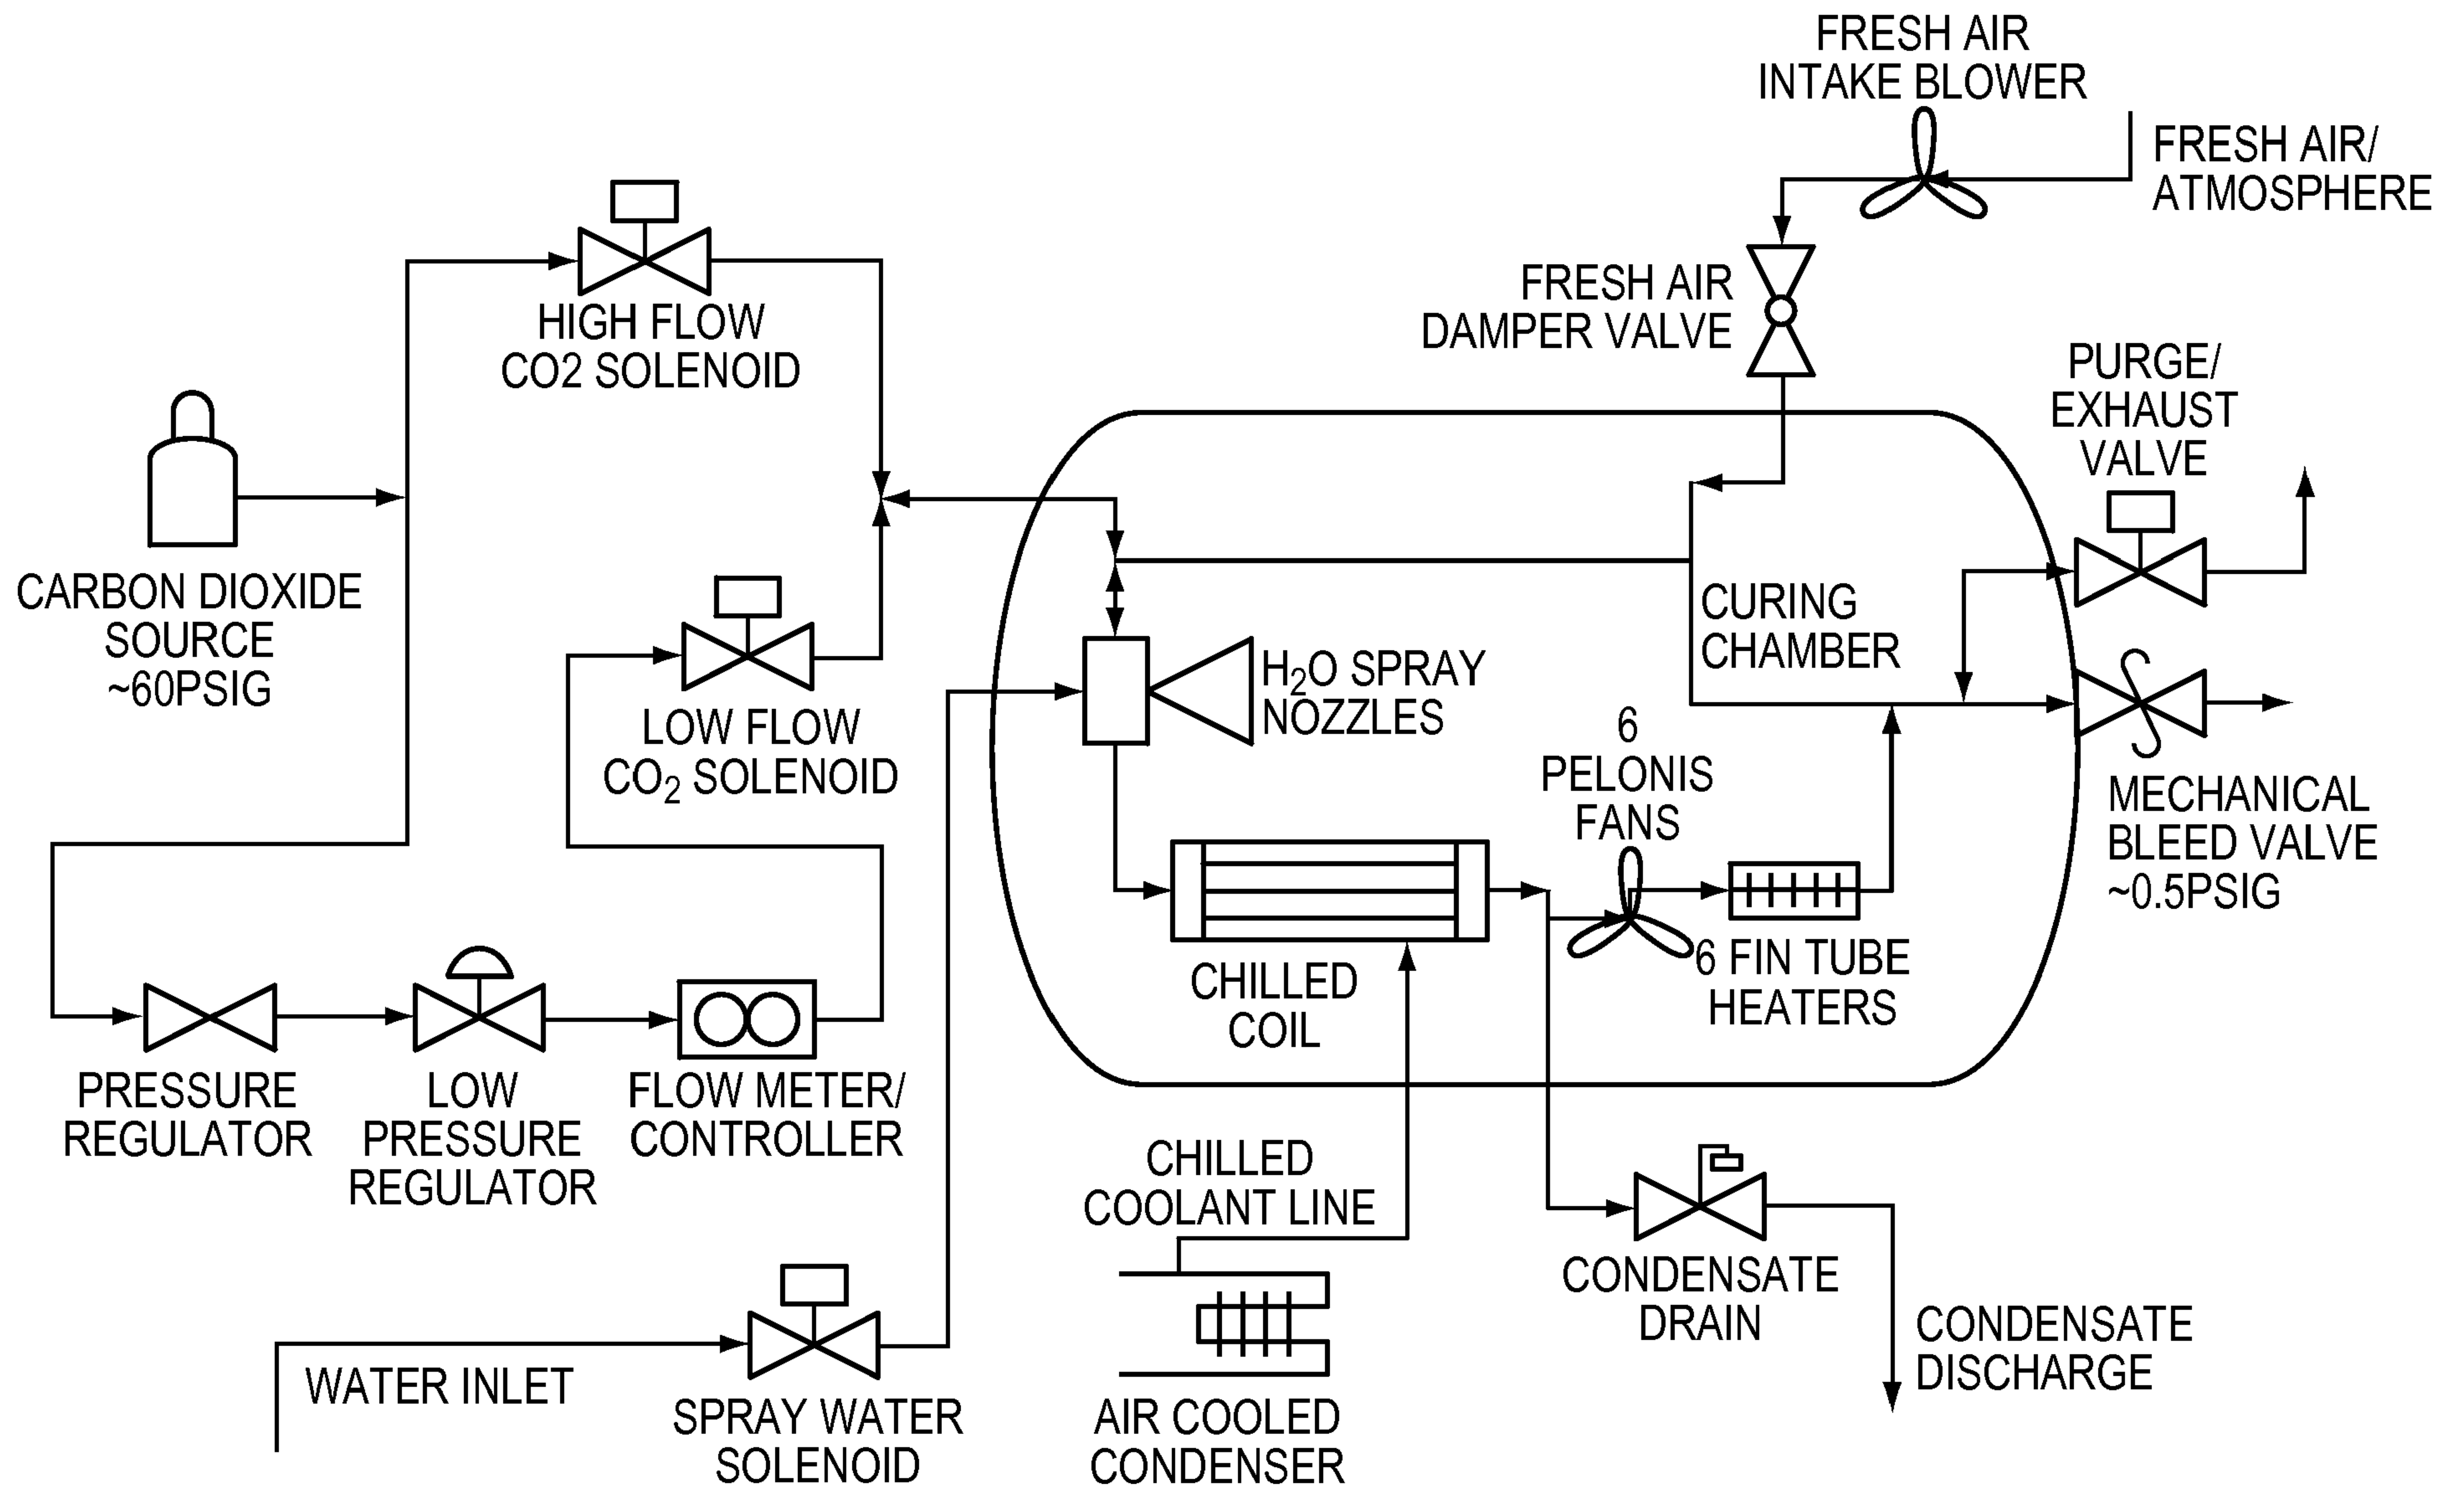 FRESH AIR
INTAKE BLOWER
FRESH AIR/
ATMOSPHERE
FRESH AIR
DAMPER VALVE
PURGE/
EXHAUST
VALVE
HIGH FLOW
CO2 SOLENOID
CARBON DIOXIDE
SOURCE
~60PSIG
LOW FLOW
CO₂ SOLENOID
H₂O SPRAY
NOZZLES
CURING
CHAMBER
6
PELONIS
FANS
MECHANICAL
BLEED VALVE
~0.5PSIG
CHILLED
COIL
6 FIN TUBE
HEATERS
PRESSURE
REGULATOR
LOW
PRESSURE
REGULATOR
FLOW METER/
CONTROLLER
CHILLED
COOLANT LINE
WATER INLET
SPRAY WATER
SOLENOID
AIR COOLED
CONDENSER
CONDENSATE
DRAIN
CONDENSATE
DISCHARGE